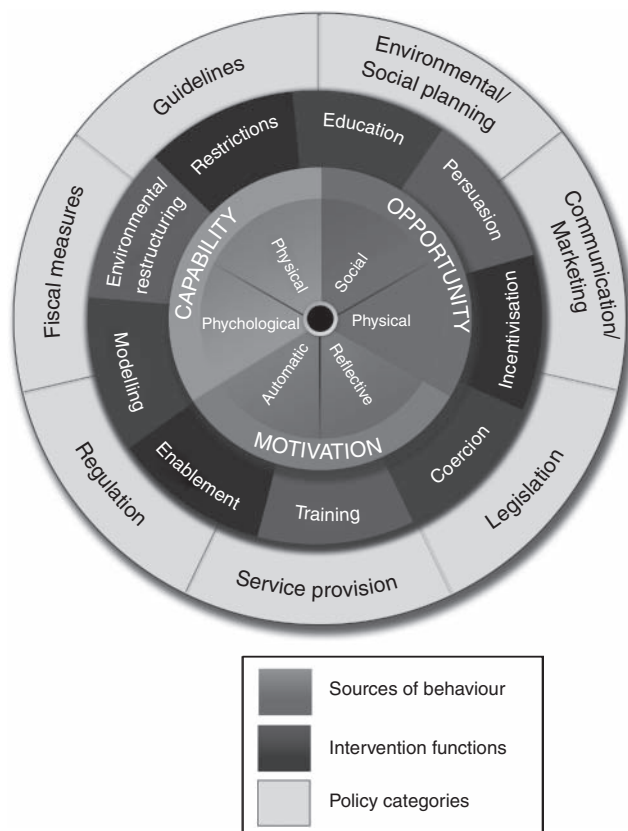 Guidelines
Environmental/
Social planning
Communication/
Marketing
Legislation
Service provision
Regulation
Fiscal measures
Restrictions
Education
Persuasion
Incentivisation
Coercion
Training
Enablement
Modelling
Environmental
restructuring
CAPABILITY
OPPORTUNITY
MOTIVATION
Physical
Social
Physical
Reflective
Automatic
Phychological
Sources of behaviour
Intervention functions
Policy categories